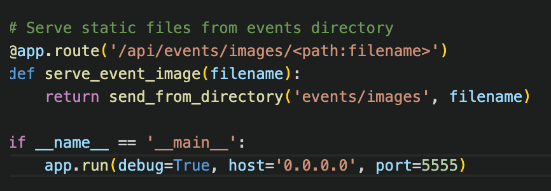 # Serve static files from events directory
@app.route('/api/events/images/<path:filename>')
def serve_event_image(filename):
    return send_from_directory('events/images', filename)
if __name__ == '__main__':
    app.run(debug=True, host='0.0.0.0', port=5555)